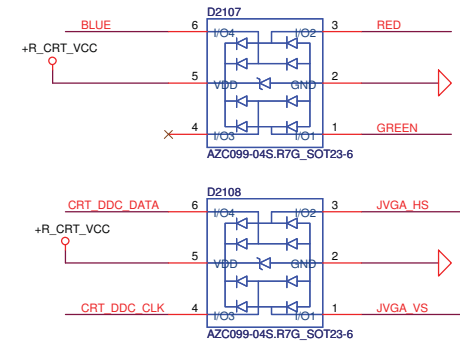 D2107
BLUE 6 I/O4 I/O2 3 RED
+R_CRT_VCC
5 VDD GND 2
4 I/O3 I/O1 1 GREEN
AZC099-04S.R7G_SOT23-6
D2108
CRT_DDC_DATA 6 I/O4 I/O2 3 JVGA_HS
+R_CRT_VCC
5 VDD GND 2
CRT_DDC_CLK 4 I/O3 I/O1 1 JVGA_VS
AZC099-04S.R7G_SOT23-6